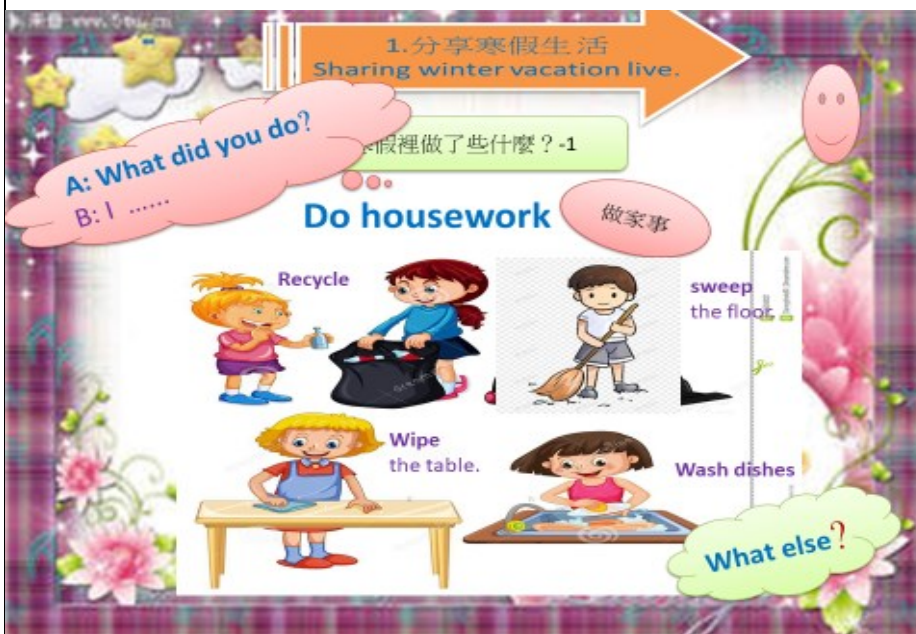 1.分享寒假生活
Sharing winter vacation live.
A: What did you do?
B: I ......
假裡做了些什麼？-1
Do housework
做家事
Recycle
sweep
the floor.
Wipe
the table.
Wash dishes
What else?